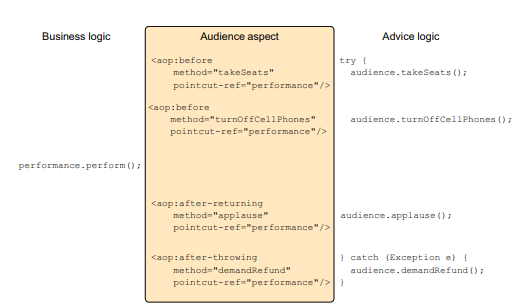 Business logic
Audience aspect
Advice logic
<aop:before
method="takeSeats"
pointcut-ref="performance"/>
try {
audience.takeSeats();
<aop:before
method="turnOffCellPhones"
pointcut-ref="performance"/>
audience.turnOffCellPhones();
performance.perform();
<aop:after-returning
method="applause"
pointcut-ref="performance"/>
audience.applause();
<aop:after-throwing
method="demandRefund"
pointcut-ref="performance"/>
} catch (Exception e) {
audience.demandRefund();
}